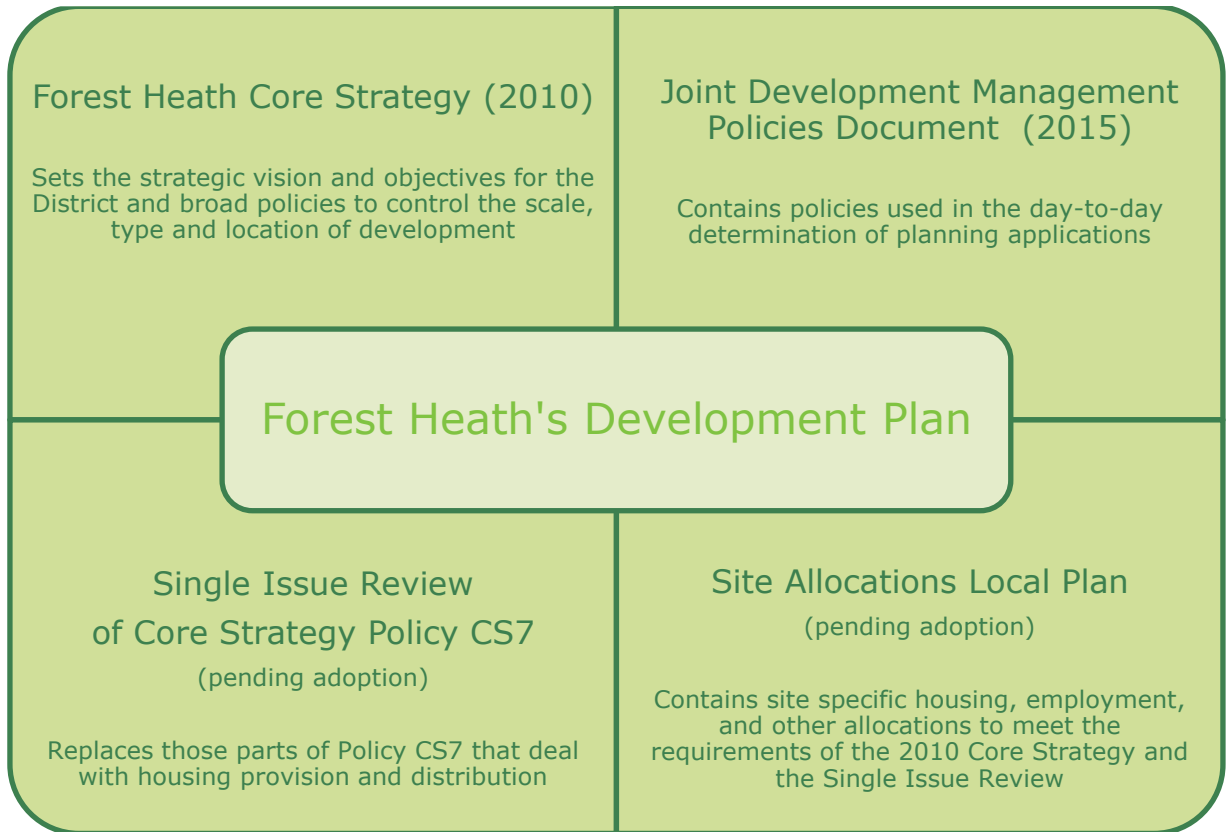 Forest Heath Core Strategy (2010)
Sets the strategic vision and objectives for the
District and broad policies to control the scale,
type and location of development
Joint Development Management
Policies Document  (2015)
Contains policies used in the day-to-day
determination of planning applications
Forest Heath's Development Plan
Single Issue Review
of Core Strategy Policy CS7
(pending adoption)
Replaces those parts of Policy CS7 that deal
with housing provision and distribution
Site Allocations Local Plan
(pending adoption)
Contains site specific housing, employment,
and other allocations to meet the
requirements of the 2010 Core Strategy and
the Single Issue Review